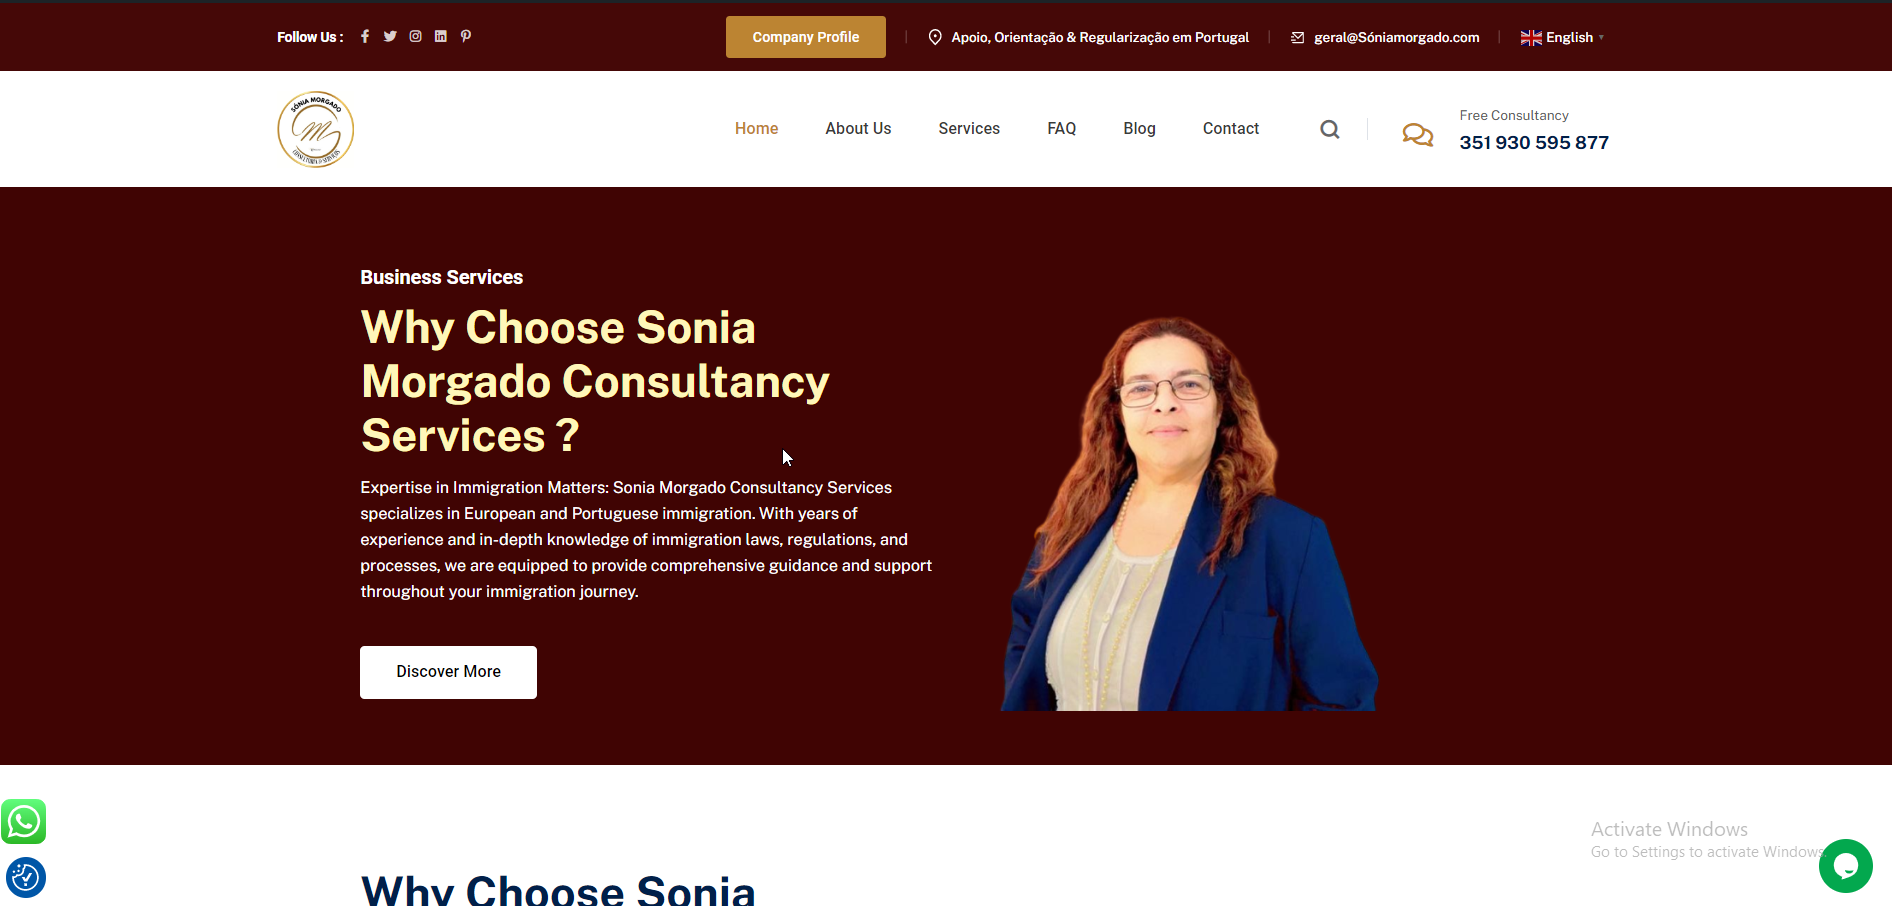 Follow Us :
Company Profile
Apoio, Orientação & Regularização em Portugal
geral@Sóniamorgado.com
English
SÓNIA MORGADO
CONSULTORIA & SERVIÇOS
Home
About Us
Services
FAQ
Blog
Contact
Free Consultancy
351 930 595 877
Business Services
Why Choose Sonia
Morgado Consultancy
Services ?
Expertise in Immigration Matters: Sonia Morgado Consultancy Services
specializes in European and Portuguese immigration. With years of
experience and in-depth knowledge of immigration laws, regulations, and
processes, we are equipped to provide comprehensive guidance and support
throughout your immigration journey.
Discover More
Activate Windows
Go to Settings to activate Windows.
Why Choose Sonia